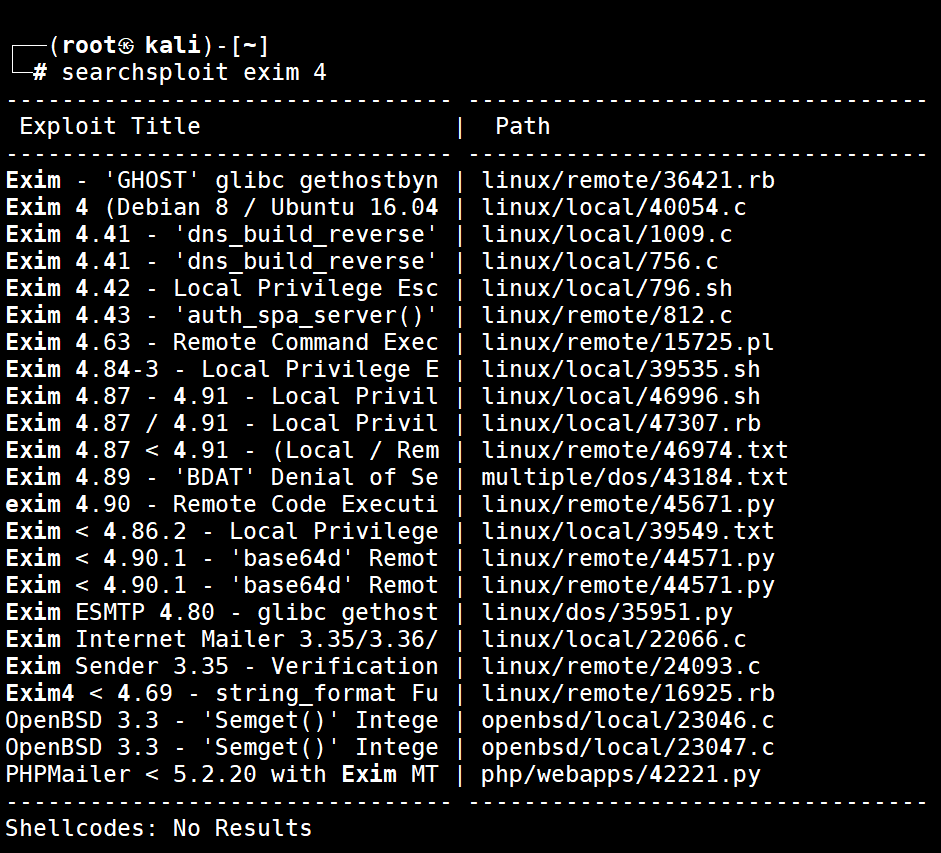 ┌──(root㉿ kali)-[~]
└─# searchsploit exim 4
-------------------------------- ---------------------------------
 Exploit Title                  |  Path
-------------------------------- ---------------------------------
Exim - 'GHOST' glibc gethostbyn | linux/remote/36421.rb
Exim 4 (Debian 8 / Ubuntu 16.04 | linux/local/40054.c
Exim 4.41 - 'dns_build_reverse' | linux/local/1009.c
Exim 4.41 - 'dns_build_reverse' | linux/local/756.c
Exim 4.42 - Local Privilege Esc | linux/local/796.sh
Exim 4.43 - 'auth_spa_server()' | linux/remote/812.c
Exim 4.63 - Remote Command Exec | linux/remote/15725.pl
Exim 4.84-3 - Local Privilege E | linux/local/39535.sh
Exim 4.87 - 4.91 - Local Privil | linux/local/46996.sh
Exim 4.87 / 4.91 - Local Privil | linux/local/47307.rb
Exim 4.87 < 4.91 - (Local / Rem | linux/remote/46974.txt
Exim 4.89 - 'BDAT' Denial of Se | multiple/dos/43184.txt
exim 4.90 - Remote Code Executi | linux/remote/45671.py
Exim < 4.86.2 - Local Privilege | linux/local/39549.txt
Exim < 4.90.1 - 'base64d' Remot | linux/remote/44571.py
Exim < 4.90.1 - 'base64d' Remot | linux/remote/44571.py
Exim ESMTP 4.80 - glibc gethost | linux/dos/35951.py
Exim Internet Mailer 3.35/3.36/ | linux/local/22066.c
Exim Sender 3.35 - Verification | linux/remote/24093.c
Exim4 < 4.69 - string_format Fu | linux/remote/16925.rb
OpenBSD 3.3 - 'Semget()' Intege | openbsd/local/23046.c
OpenBSD 3.3 - 'Semget()' Intege | openbsd/local/23047.c
PHPMailer < 5.2.20 with Exim MT | php/webapps/42221.py
-------------------------------- ---------------------------------
Shellcodes: No Results